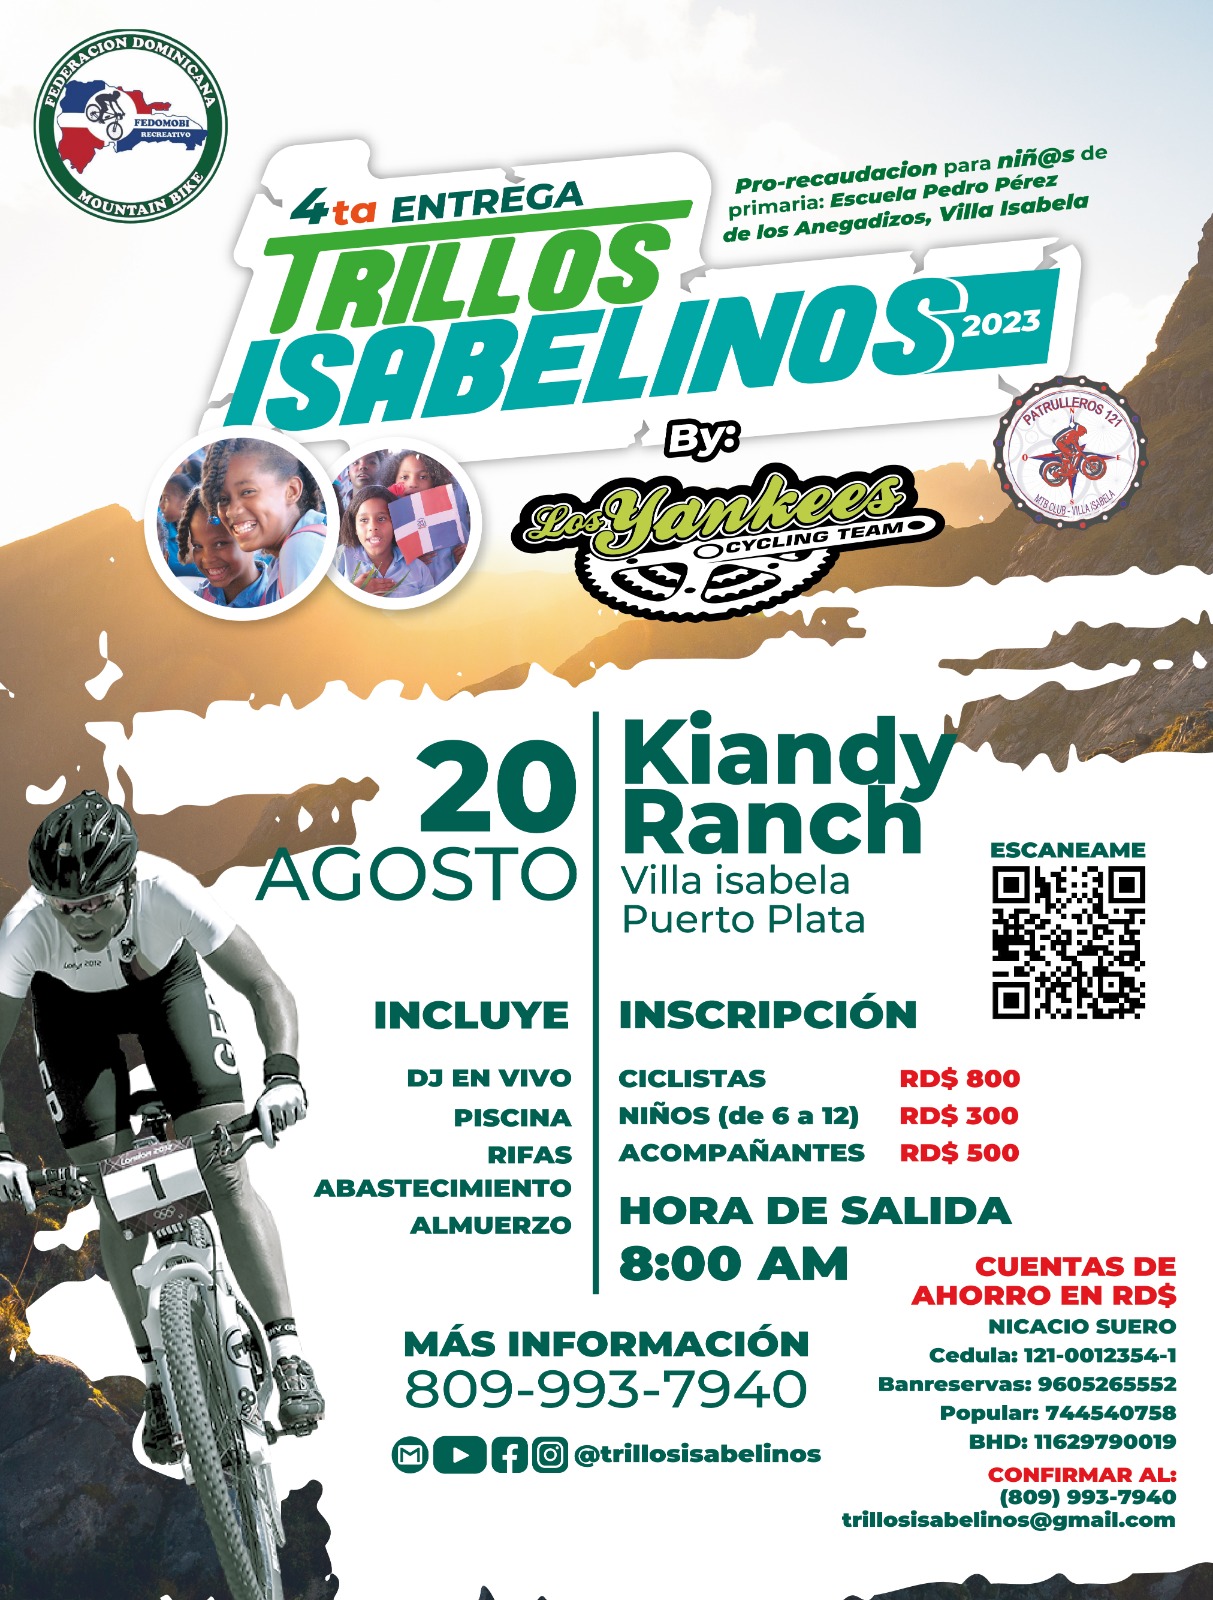 FEDERACION DOMINICANA
FEDOMOBI
RECREATIVO
MOUNTAIN BIKE
4ta ENTREGA
TRILLOS
ISABELINOS
2023
Pro-recaudacion para niñ@s de
primaria: Escuela Pedro Pérez
de los Anegadizos, Villa Isabela
By:
Los Yankees
CYCLING TEAM
PATRULLEROS 121
N
O
E
S
MTB CLUB - VILLA ISABELA
20
AGOSTO
Kiandy
Ranch
Villa isabela
Puerto Plata
ESCANEAME
INCLUYE
DJ EN VIVO
PISCINA
RIFAS
ABASTECIMIENTO
ALMUERZO
INSCRIPCIÓN
CICLISTAS RD$ 800
NIÑOS (de 6 a 12) RD$ 300
ACOMPAÑANTES RD$ 500
HORA DE SALIDA
8:00 AM
CUENTAS DE
AHORRO EN RD$
NICACIO SUERO
Cedula: 121-0012354-1
Banreservas: 9605265552
Popular: 744540758
BHD: 11629790019
CONFIRMAR AL:
(809) 993-7940
trillosisabelinos@gmail.com
MÁS INFORMACIÓN
809-993-7940
@trillosisabelinos
London 2012
1